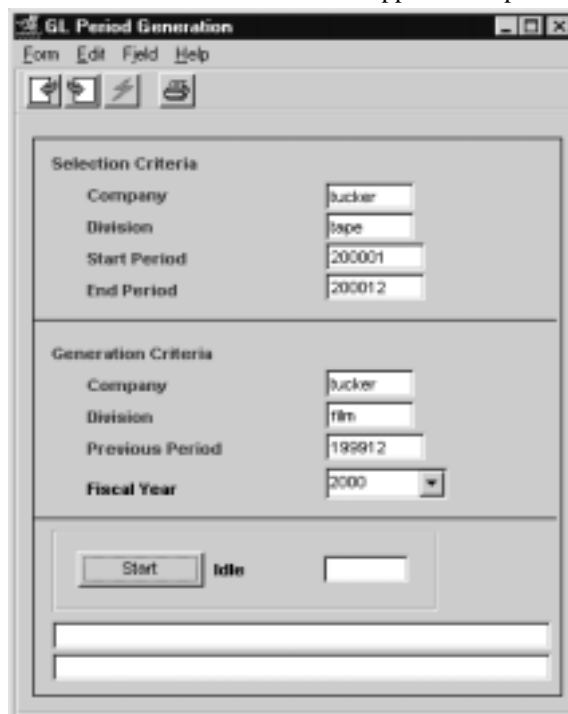 GL Period Generation
Form Edit Field Help
Selection Criteria
Company tucker
Division tape
Start Period 200001
End Period 200012
Generation Criteria
Company tucker
Division film
Previous Period 199912
Fiscal Year 2000
Start Idle